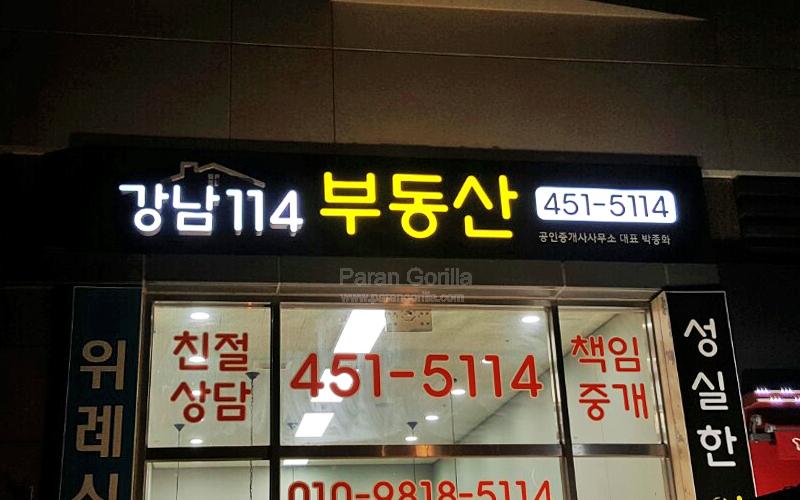 강남114 부동산 451-5114
공인중개사사무소 대표 박종화
Paran Gorilla
www.parangorilla.com
친절
상담
451-5114
책임
중개
010-9818-5114
위례
성실한